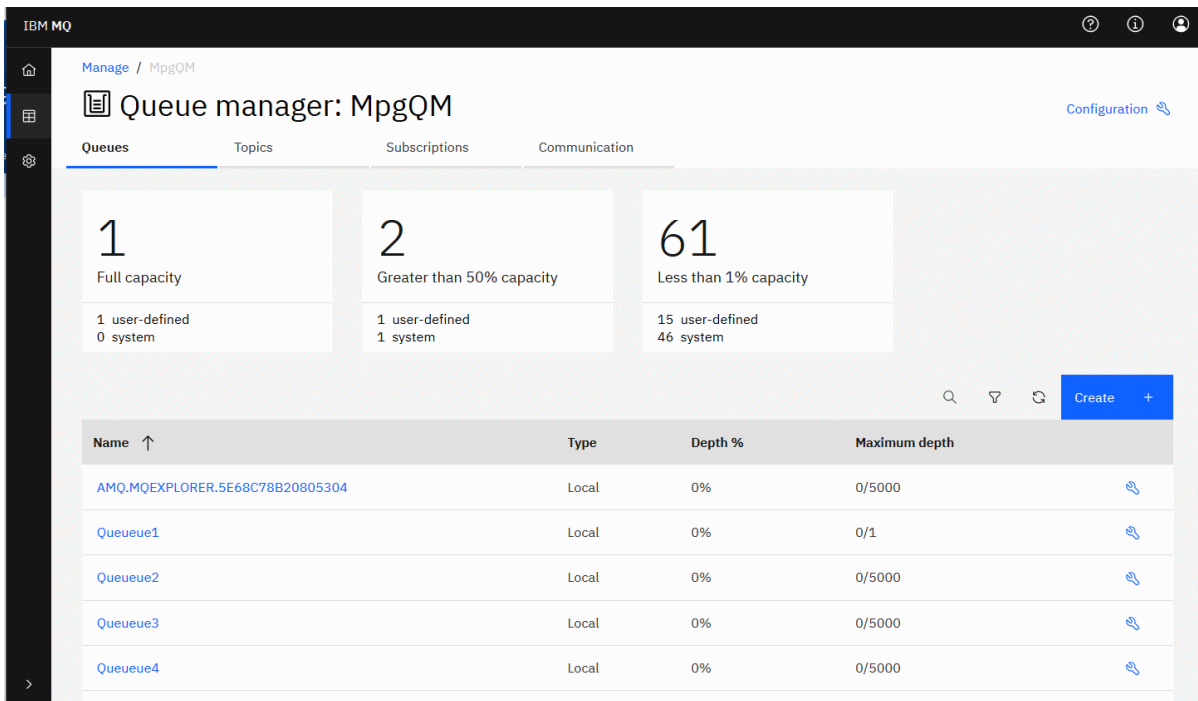 IBM MQ
Manage / MpgQM
Queue manager: MpgQM
Configuration
Queues Topics Subscriptions Communication
1
Full capacity
1 user-defined
0 system
2
Greater than 50% capacity
1 user-defined
1 system
61
Less than 1% capacity
15 user-defined
46 system
Create +
Name Type Depth % Maximum depth
AMQ.MQEXPLORER.5E68C78B20805304 Local 0% 0/5000
Queueue1 Local 0% 0/1
Queueue2 Local 0% 0/5000
Queueue3 Local 0% 0/5000
Queueue4 Local 0% 0/5000